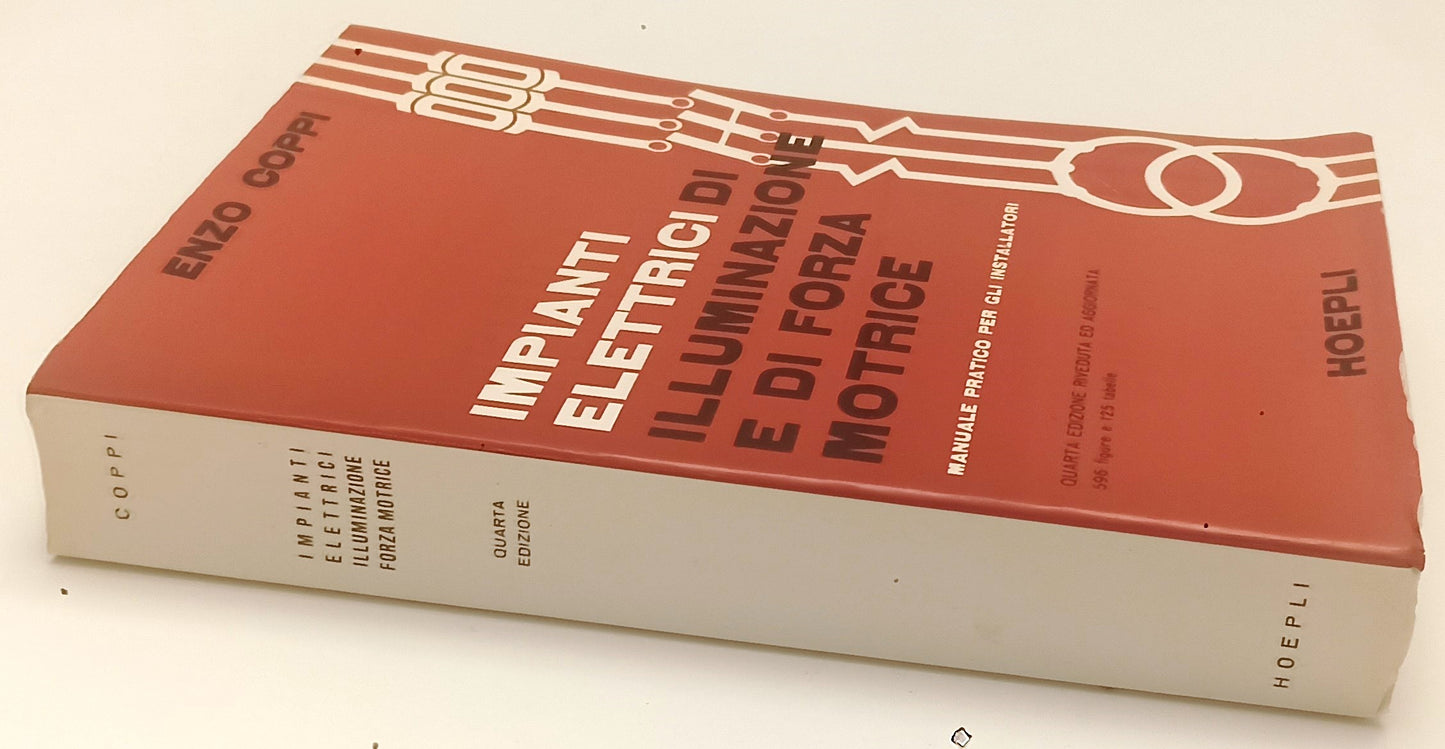 ENZO COPPI
IMPIANTI
ELETTRICI DI
ILLUMINAZIONE
E DI FORZA
MOTRICE
MANUALE PRATICO PER GLI INSTALLATORI
QUARTA EDIZIONE RIVEDUTA ED AGGIORNATA
596 figure e 125 tabelle
HOEPLI
COPPI
IMPIANTI
ELETTRICI
ILLUMINAZIONE
FORZA MOTRICE
QUARTA
EDIZIONE
HOEPLI